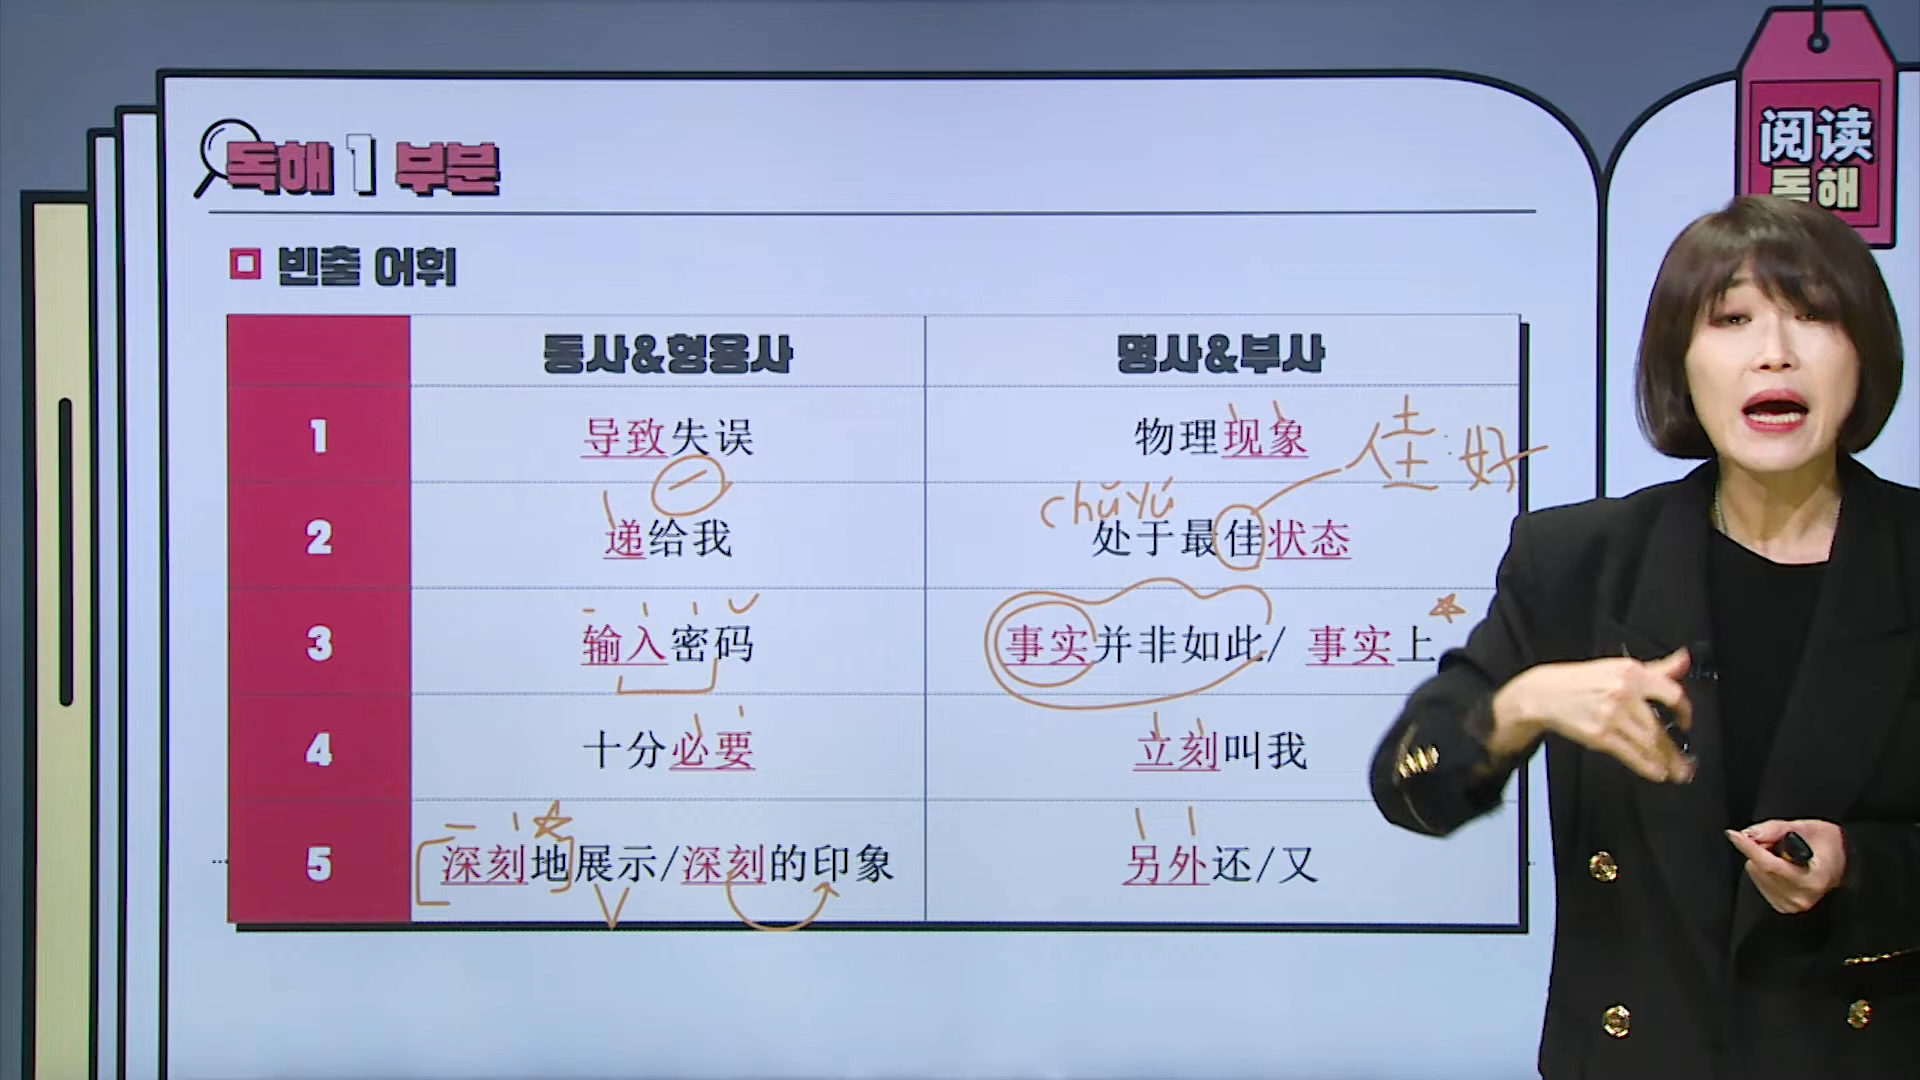 독해 1 부분
阅读
독해
빈출 어휘
동사&형용사 명사&부사
1 导致失误 物理现象
佳 : 好
chǔyú
2 递给我 处于最佳状态
3 输入密码 事实并非如此/ 事实上
4 十分必要 立刻叫我
5 深刻地展示/深刻的印象 另外还/又